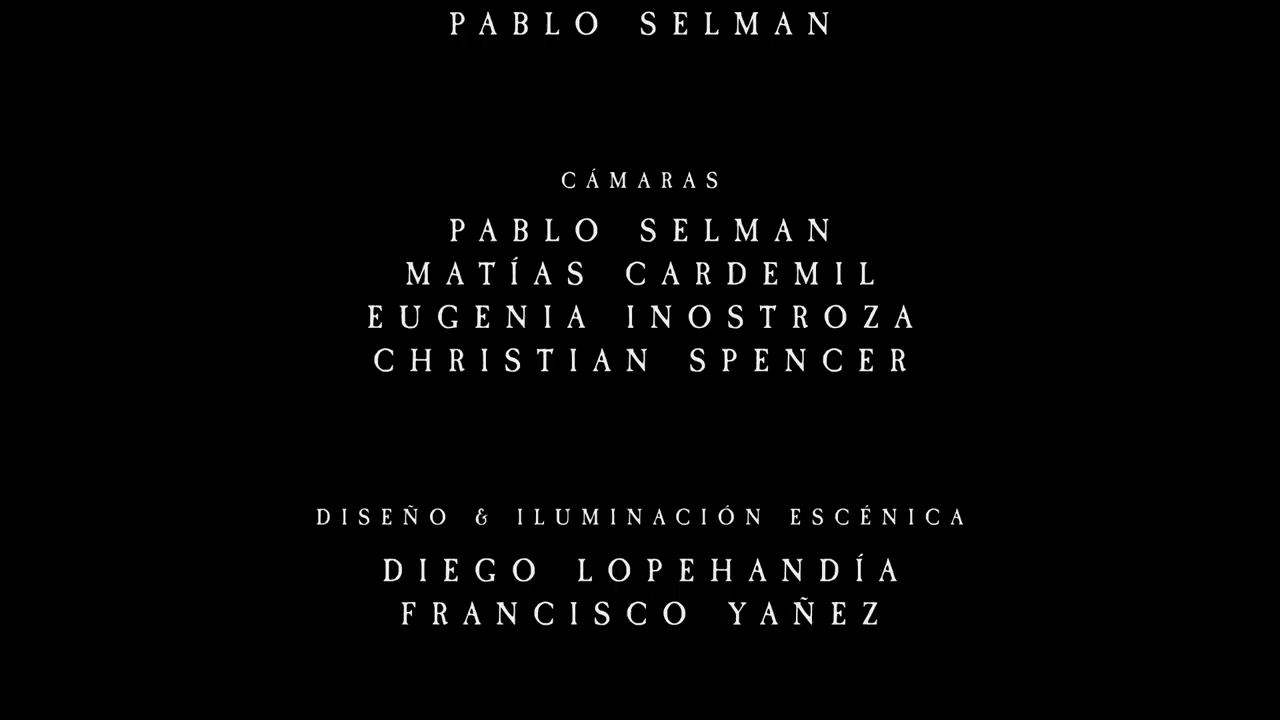 PABLO SELMAN
CÁMARAS
PABLO SELMAN
MATÍAS CARDEMIL
EUGENIA INOSTROZA
CHRISTIAN SPENCER
DISEÑO & ILUMINACIÓN ESCÉNICA
DIEGO LOPEHANDÍA
FRANCISCO YAÑEZ